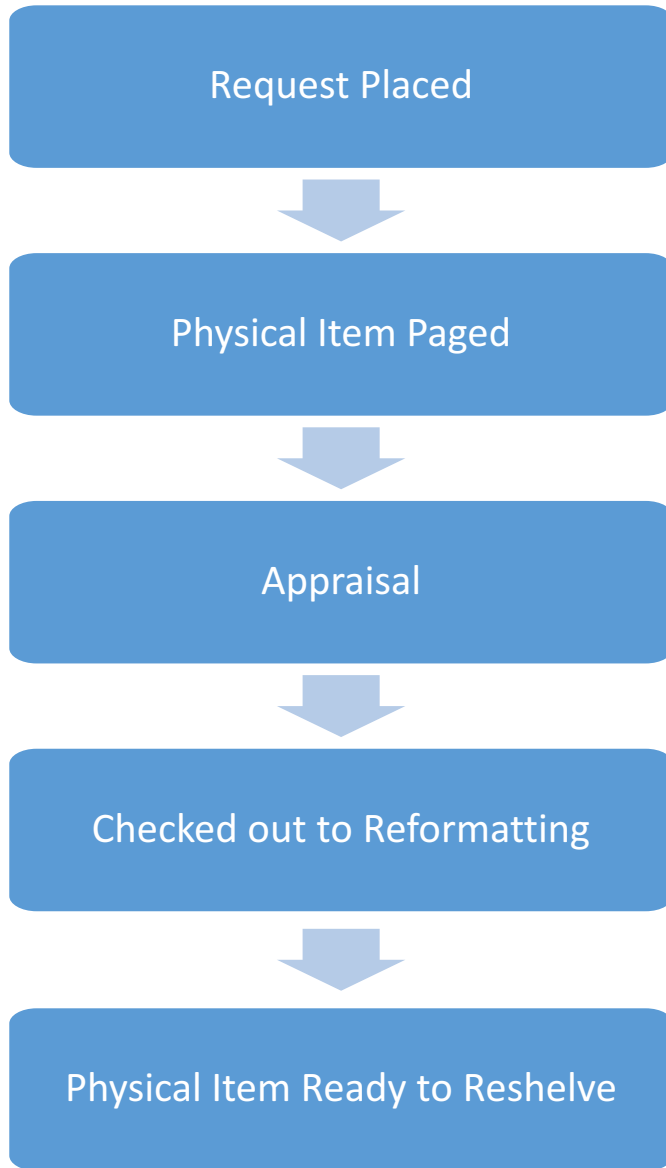 Request Placed
Physical Item Paged
Appraisal
Checked out to Reformatting
Physical Item Ready to Reshelve